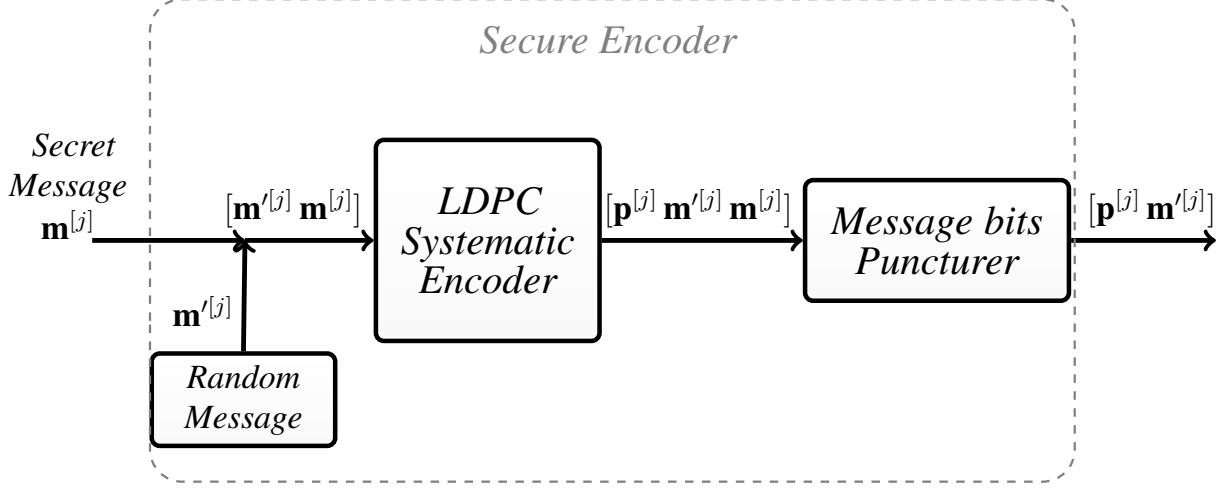 Secure Encoder
Secret
Message
m^{[j]}
[m'^{[j]} m^{[j]}]
LDPC
Systematic
Encoder
[p^{[j]} m'^{[j]} m^{[j]}]
Message bits
Puncturer
[p^{[j]} m'^{[j]}]
m'^{[j]}
Random
Message